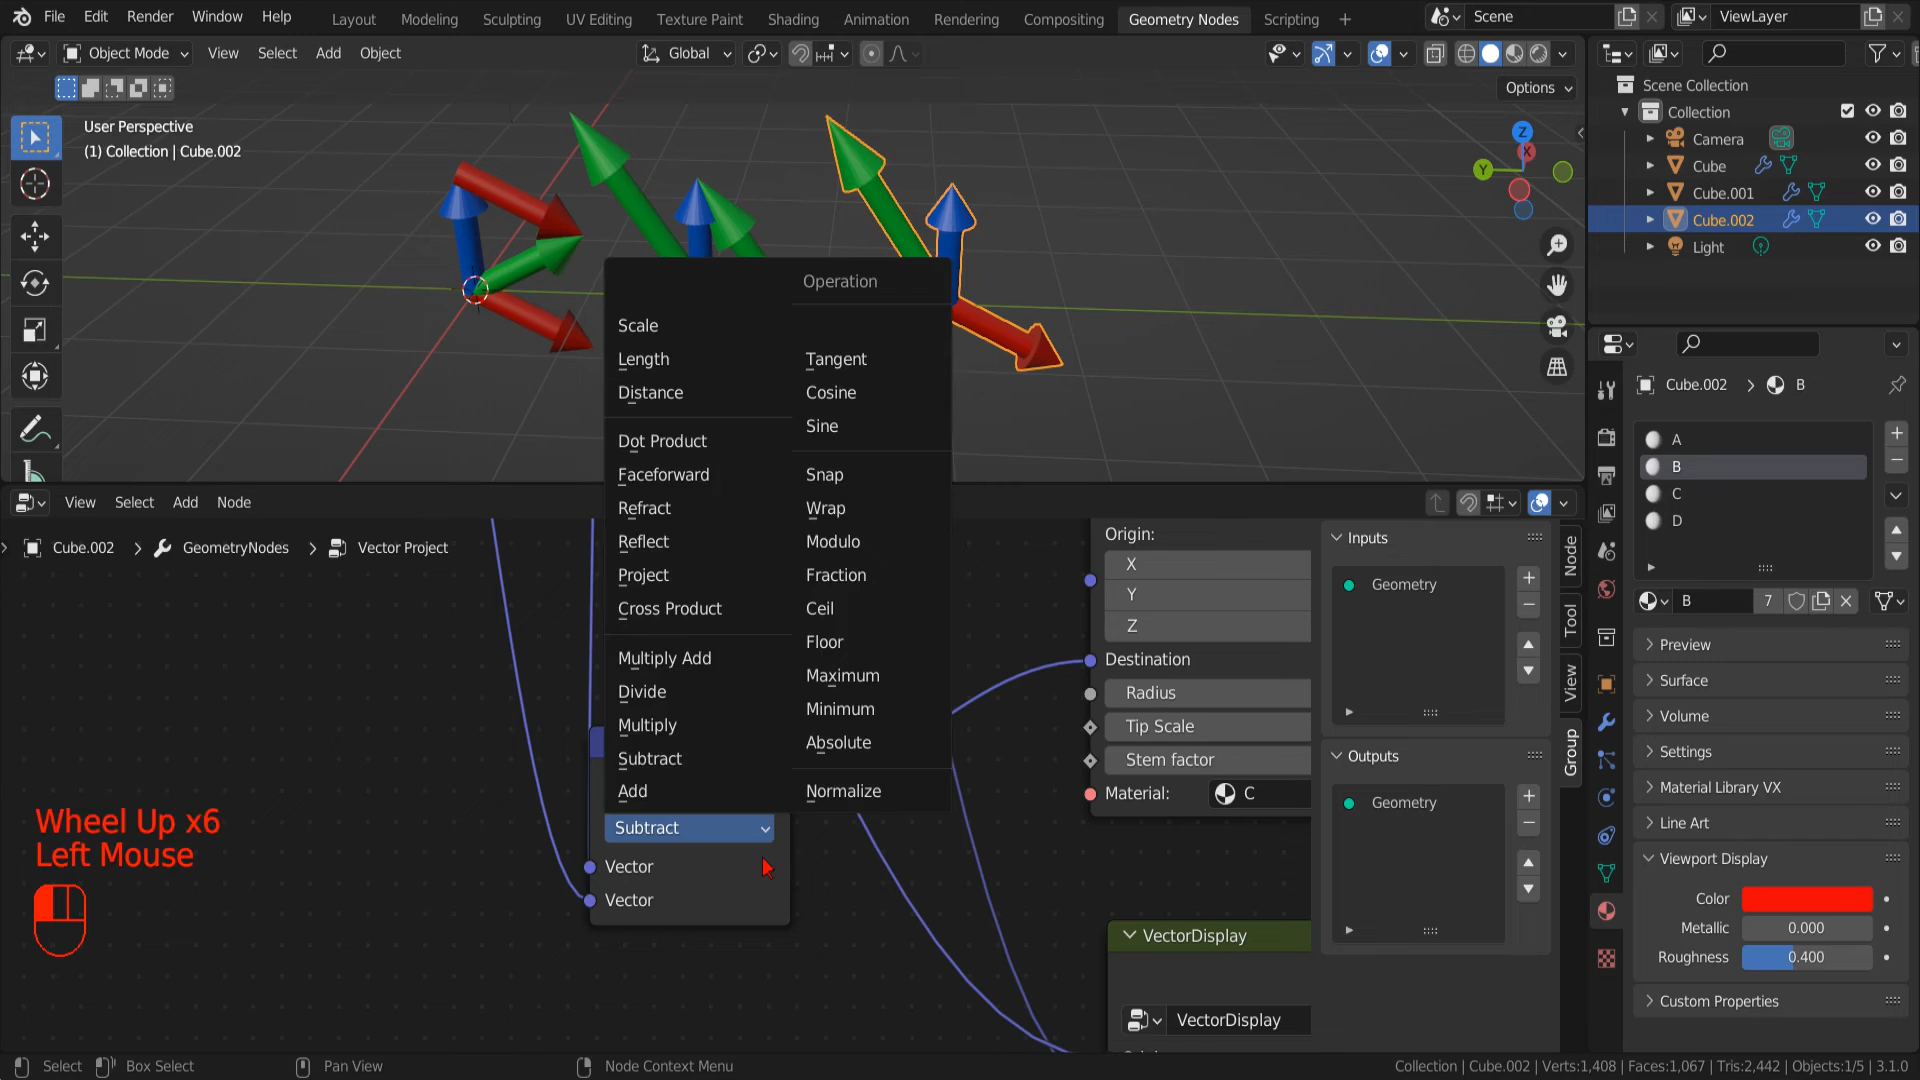 File Edit Render Window Help
Layout Modeling Sculpting UV Editing Texture Paint Shading Animation Rendering Compositing Geometry Nodes Scripting +
Scene
ViewLayer
Object Mode View Select Add Object
Global
Options
User Perspective
(1) Collection | Cube.002
Z
X
Y
Scene Collection
Collection
Camera
Cube
Cube.001
Cube.002
Light
Cube.002 > B
A
B
C
D
B 7
Preview
Surface
Volume
Settings
Material Library VX
Line Art
Viewport Display
Color
Metallic 0.000
Roughness 0.400
Custom Properties
Operation
Scale
Length
Distance
Dot Product
Faceforward
Refract
Reflect
Project
Cross Product
Multiply Add
Divide
Multiply
Subtract
Add
Tangent
Cosine
Sine
Snap
Wrap
Modulo
Fraction
Ceil
Floor
Maximum
Minimum
Absolute
Normalize
Subtract
Vector
Vector
View Select Add Node
Cube.002 > GeometryNodes > Vector Project
Origin:
X
Y
Z
Destination
Radius
Tip Scale
Stem factor
Material: C
VectorDisplay
VectorDisplay
Inputs
Geometry
Outputs
Geometry
Node
Tool
View
Group
Wheel Up x6
Left Mouse
Select Box Select Pan View Node Context Menu
Collection | Cube.002 | Verts:1,408 | Faces:1,067 | Tris:2,442 | Objects:1/5 | 3.1.0